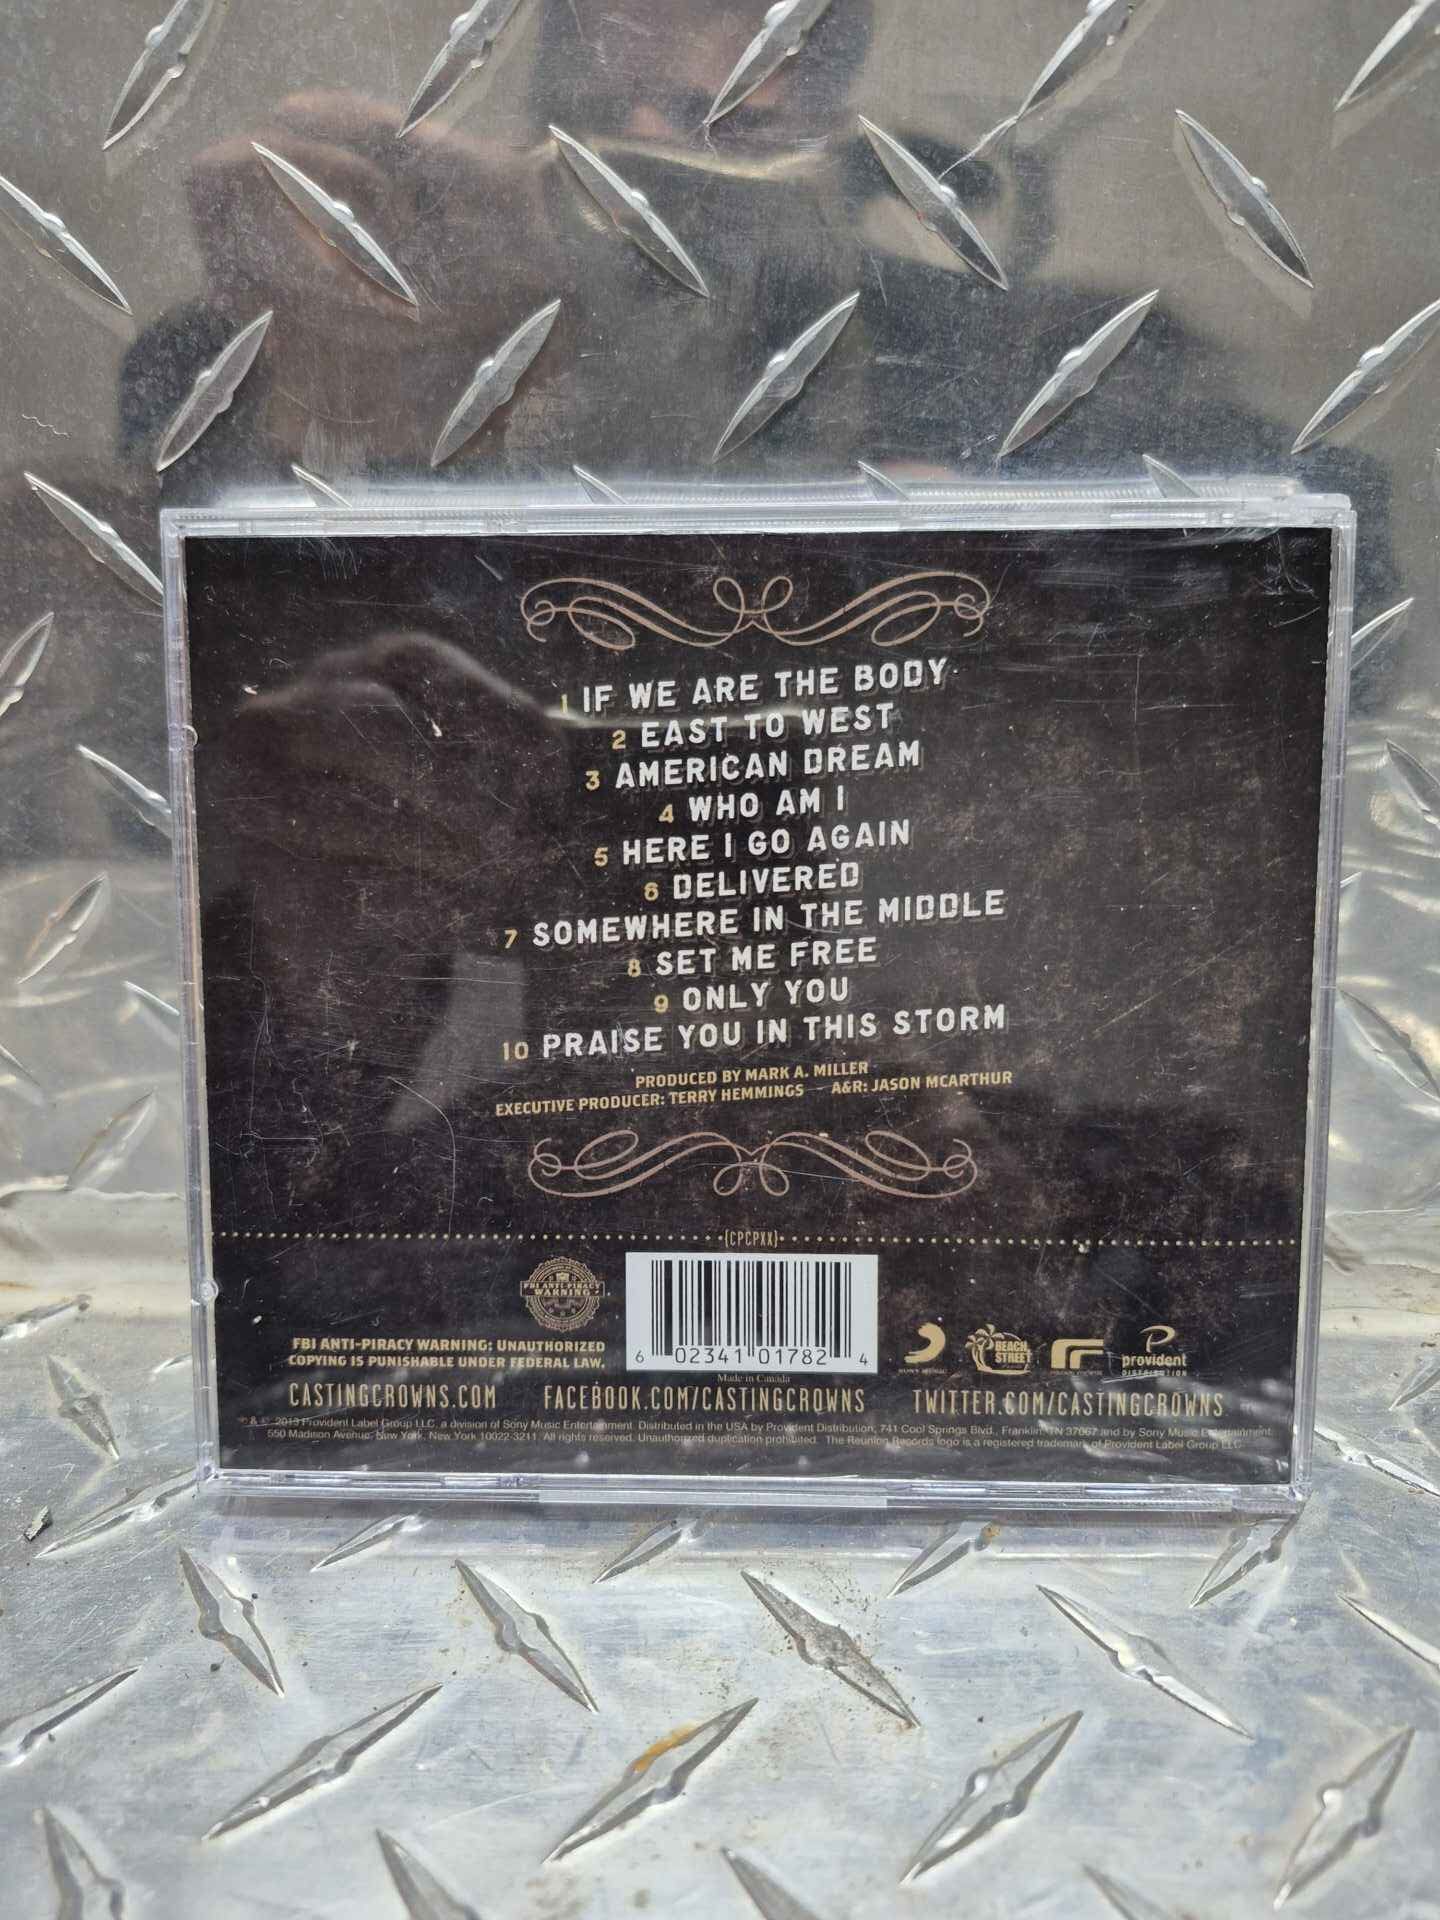 1 IF WE ARE THE BODY
2 EAST TO WEST
3 AMERICAN DREAM
4 WHO AM I
5 HERE I GO AGAIN
6 DELIVERED
7 SOMEWHERE IN THE MIDDLE
8 SET ME FREE
9 ONLY YOU
10 PRAISE YOU IN THIS STORM
PRODUCED BY MARK A. MILLER
EXECUTIVE PRODUCER: TERRY HEMMINGS A&R: JASON MCARTHUR
{CPCPXX}
FBI ANTI-PIRACY
WARNING
FBI ANTI-PIRACY WARNING: UNAUTHORIZED
COPYING IS PUNISHABLE UNDER FEDERAL LAW.
6 02341 01782 4
Made in Canada
SONY MUSIC
BEACH
STREET
provident
DISTRIBUTION
CASTINGCROWNS.COM FACEBOOK.COM/CASTINGCROWNS TWITTER.COM/CASTINGCROWNS
℗ & © 2013 Provident Label Group LLC, a division of Sony Music Entertainment. Distributed in the USA by Provident Distribution, 741 Cool Springs Blvd., Franklin, TN 37067 and by Sony Music Entertainment,
550 Madison Avenue, New York, New York 10022-3211. All rights reserved. Unauthorized duplication prohibited. The Reunion Records logo is a registered trademark of Provident Label Group LLC.